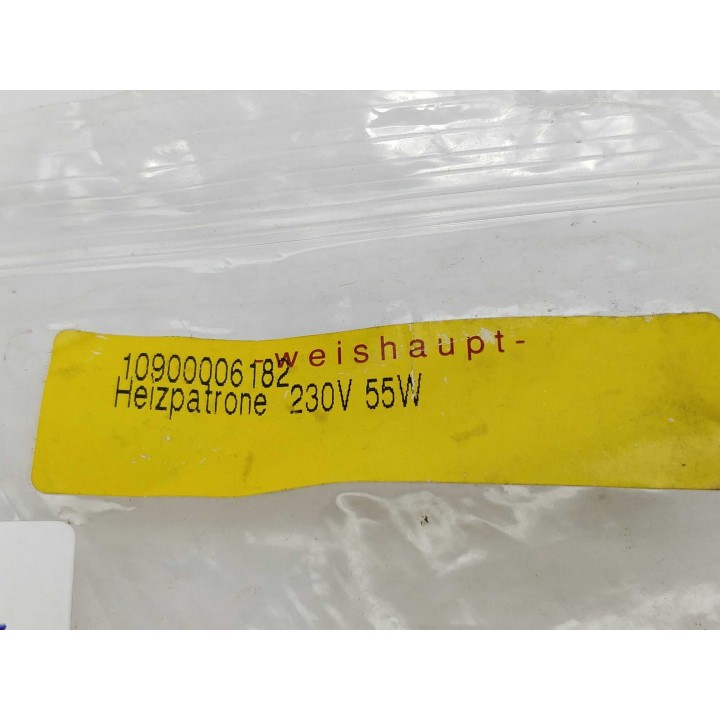 -weishaupt-
10900006182
Heizpatrone 230V 55W